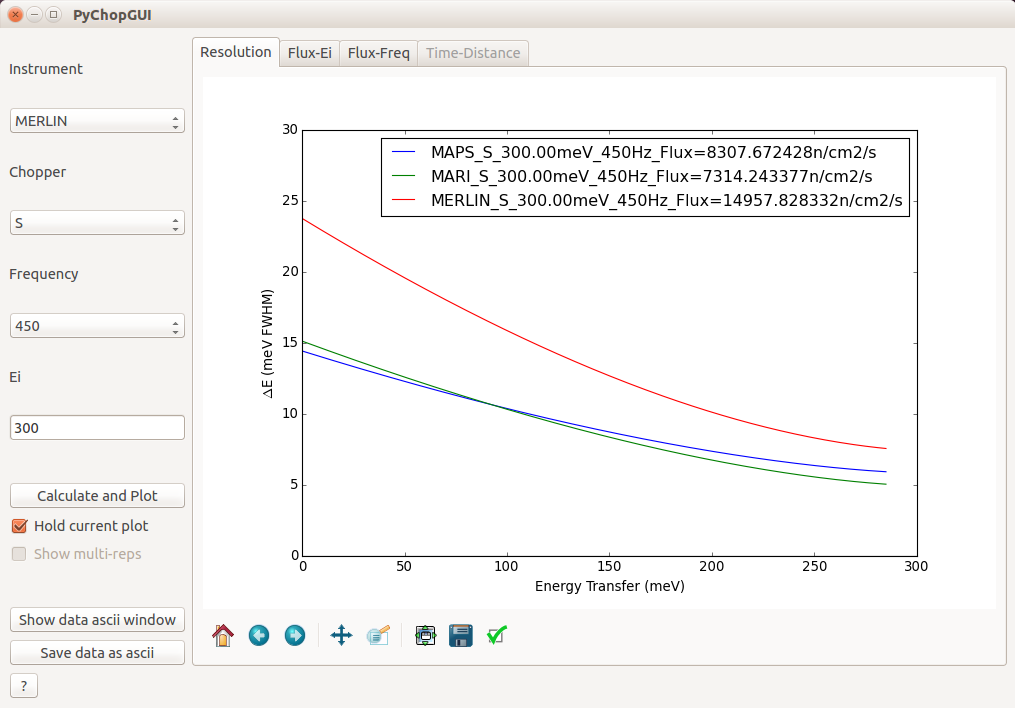 PyChopGUI
Instrument
MERLIN
Chopper
S
Frequency
450
Ei
300
Calculate and Plot
Hold current plot
Show multi-reps
Show data ascii window
Save data as ascii
?
Resolution Flux-Ei Flux-Freq Time-Distance
MAPS_S_300.00meV_450Hz_Flux=8307.672428n/cm2/s
MARI_S_300.00meV_450Hz_Flux=7314.243377n/cm2/s
MERLIN_S_300.00meV_450Hz_Flux=14957.828332n/cm2/s
ΔE (meV FWHM)
30
25
20
15
10
5
0
0 50 100 150 200 250 300
Energy Transfer (meV)